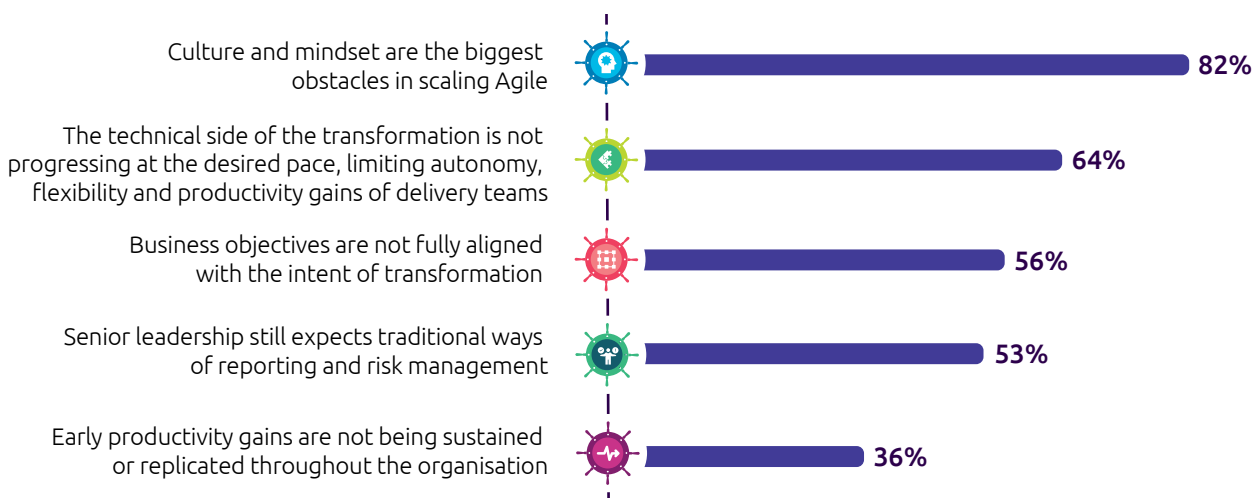 Culture and mindset are the biggest
obstacles in scaling Agile
82%
The technical side of the transformation is not
progressing at the desired pace, limiting autonomy,
flexibility and productivity gains of delivery teams
64%
Business objectives are not fully aligned
with the intent of transformation
56%
Senior leadership still expects traditional ways
of reporting and risk management
53%
Early productivity gains are not being sustained
or replicated throughout the organisation
36%